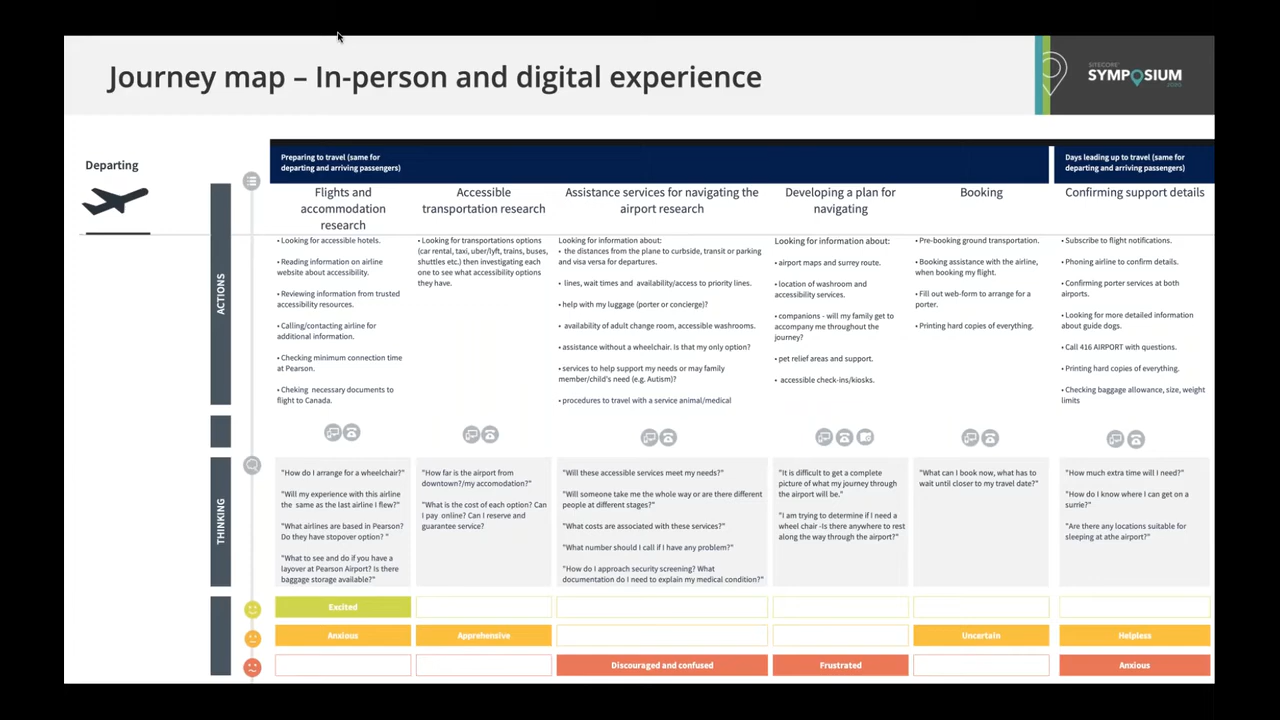 Journey map – In-person and digital experience
SITECORE
SYMPOSIUM
Departing
Preparing to travel (same for
departing and arriving passengers)
Days leading up to travel (same for
departing and arriving passengers)
Flights and
accommodation
research
Accessible
transportation research
Assistance services for navigating the
airport research
Developing a plan for
navigating
Booking
Confirming support details
ACTIONS
• Looking for accessible hotels.
• Reading information on airline
website about accessibility.
• Reviewing information from trusted
accessibility resources.
• Calling/contacting airline for
additional information.
• Checking minimum connection time
at Pearson.
• Cheking necessary documents to
flight to Canada.
• Looking for transportations options
(car rental, taxi, uber/lyft, trains, buses,
shuttles etc.) then investigating each
one to see what accessibility options
they have.
Looking for information about:
• the distances from the plane to curbside, transit or parking
and visa versa for departures.
• lines, wait times and availability/access to priority lines.
• help with my luggage (porter or concierge)?
• availability of adult change room, accessible washrooms.
• assistance without a wheelchair. Is that my only option?
• services to help support my needs or may family
member/child's need (e.g. Autism)?
• procedures to travel with a service animal/medical
Looking for information about:
• airport maps and surrey route.
• location of washroom and
accessibility services.
• companions - will my family get to
accompany me throughout the
journey?
• pet relief areas and support.
• accessible check-ins/kiosks.
• Pre-booking ground transportation.
• Booking assistance with the airline,
when booking my flight.
• Fill out web-form to arrange for a
porter.
• Printing hard copies of everything.
• Subscribe to flight notifications.
• Phoning airline to confirm details.
• Confirming porter services at both
airports.
• Looking for more detailed information
about guide dogs.
• Call 416 AIRPORT with questions.
• Printing hard copies of everything.
• Checking baggage allowance, size, weight
limits
THINKING
"How do I arrange for a wheelchair?"
"Will my experience with this airline
the same as the last airline I flew?"
"What airlines are based in Pearson?
Do they have stopover option? "
"What to see and do if you have a
layover at Pearson Airport? Is there
baggage storage available?"
"How far is the airport from
downtown?/my accomodation?"
"What is the cost of each option? Can
I pay online? Can I reserve and
guarantee service?
"Will these accessible services meet my needs?"
"Will someone take me the whole way or are there different
people at different stages?"
"What costs are associated with these services?"
"What number should I call if I have any problem?"
"How do I approach security screening? What
documentation do I need to explain my medical condition?"
"It is difficult to get a complete
picture of what my journey through
the airport will be."
"I am trying to determine if I need a
wheel chair -Is there anywhere to rest
along the way through the airport?"
"What can I book now, what has to
wait until closer to my travel date?"
"How much extra time will I need?"
"How do I know where I can get on a
surrie?"
"Are there any locations suitable for
sleeping at athe airport?"
Excited
Anxious
Apprehensive
Uncertain
Helpless
Discouraged and confused
Frustrated
Anxious